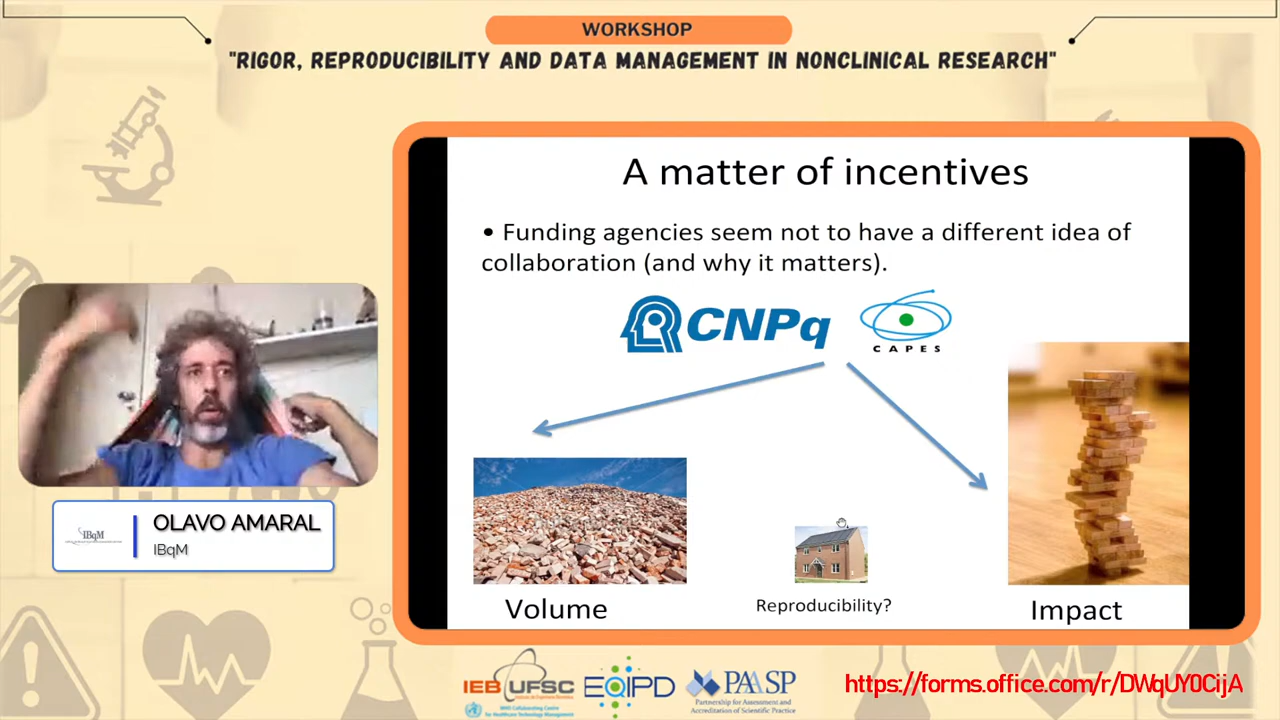 WORKSHOP
"RIGOR, REPRODUCIBILITY AND DATA MANAGEMENT IN NONCLINICAL RESEARCH"
A matter of incentives
• Funding agencies seem not to have a different idea of
collaboration (and why it matters).
CNPq
CAPES
Volume
Reproducibility?
Impact
IBqM
OLAVO AMARAL
IBqM
IEB UFSC
EQIPD
PAASP
Partnership for Assessment and
Accreditation of Scientific Practice
https://forms.office.com/r/DWqUY0CijA